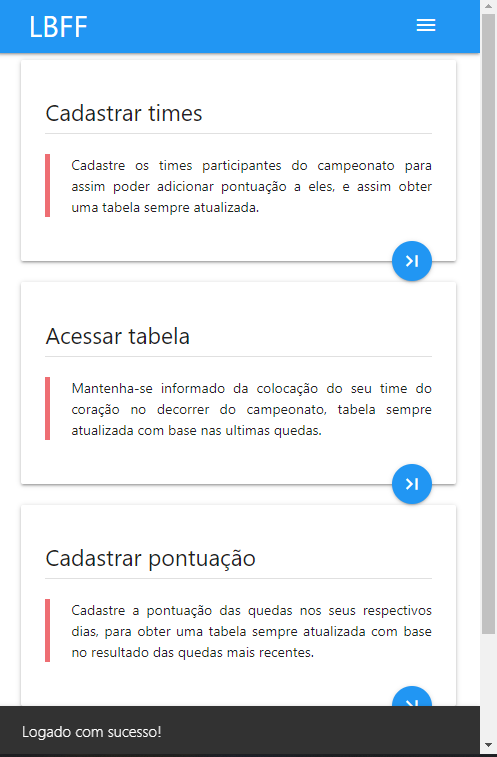 LBFF
Cadastrar times
Cadastre os times participantes do campeonato para
assim poder adicionar pontuação a eles, e assim obter
uma tabela sempre atualizada.
Acessar tabela
Mantenha-se informado da colocação do seu time do
coração no decorrer do campeonato, tabela sempre
atualizada com base nas ultimas quedas.
Cadastrar pontuação
Cadastre a pontuação das quedas nos seus respectivos
dias, para obter uma tabela sempre atualizada com base
no resultado das quedas mais recentes.
Logado com sucesso!